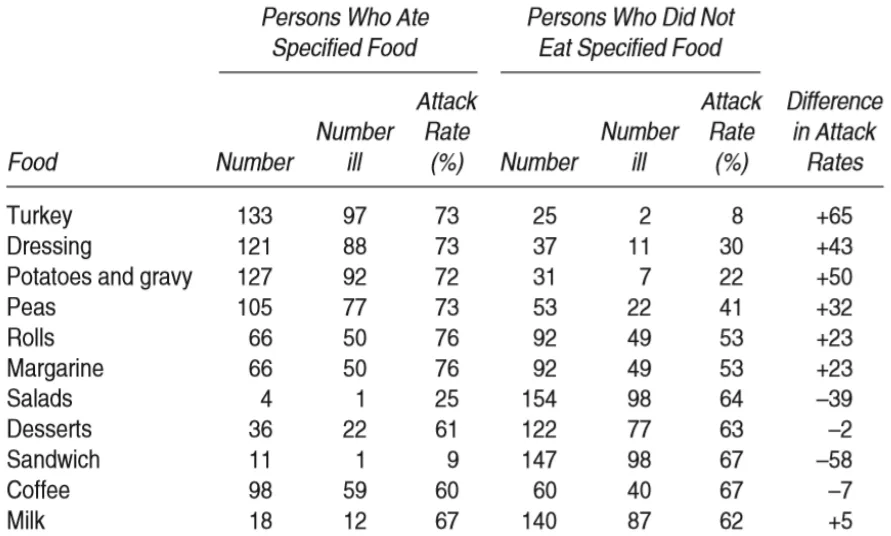 Persons Who Ate Persons Who Did Not
Specified Food Eat Specified Food
Attack Attack Difference
Number Rate Number Rate in Attack
Food Number ill (%) Number ill (%) Rates
Turkey 133 97 73 25 2 8 +65
Dressing 121 88 73 37 11 30 +43
Potatoes and gravy 127 92 72 31 7 22 +50
Peas 105 77 73 53 22 41 +32
Rolls 66 50 76 92 49 53 +23
Margarine 66 50 76 92 49 53 +23
Salads 4 1 25 154 98 64 –39
Desserts 36 22 61 122 77 63 –2
Sandwich 11 1 9 147 98 67 –58
Coffee 98 59 60 60 40 67 –7
Milk 18 12 67 140 87 62 +5